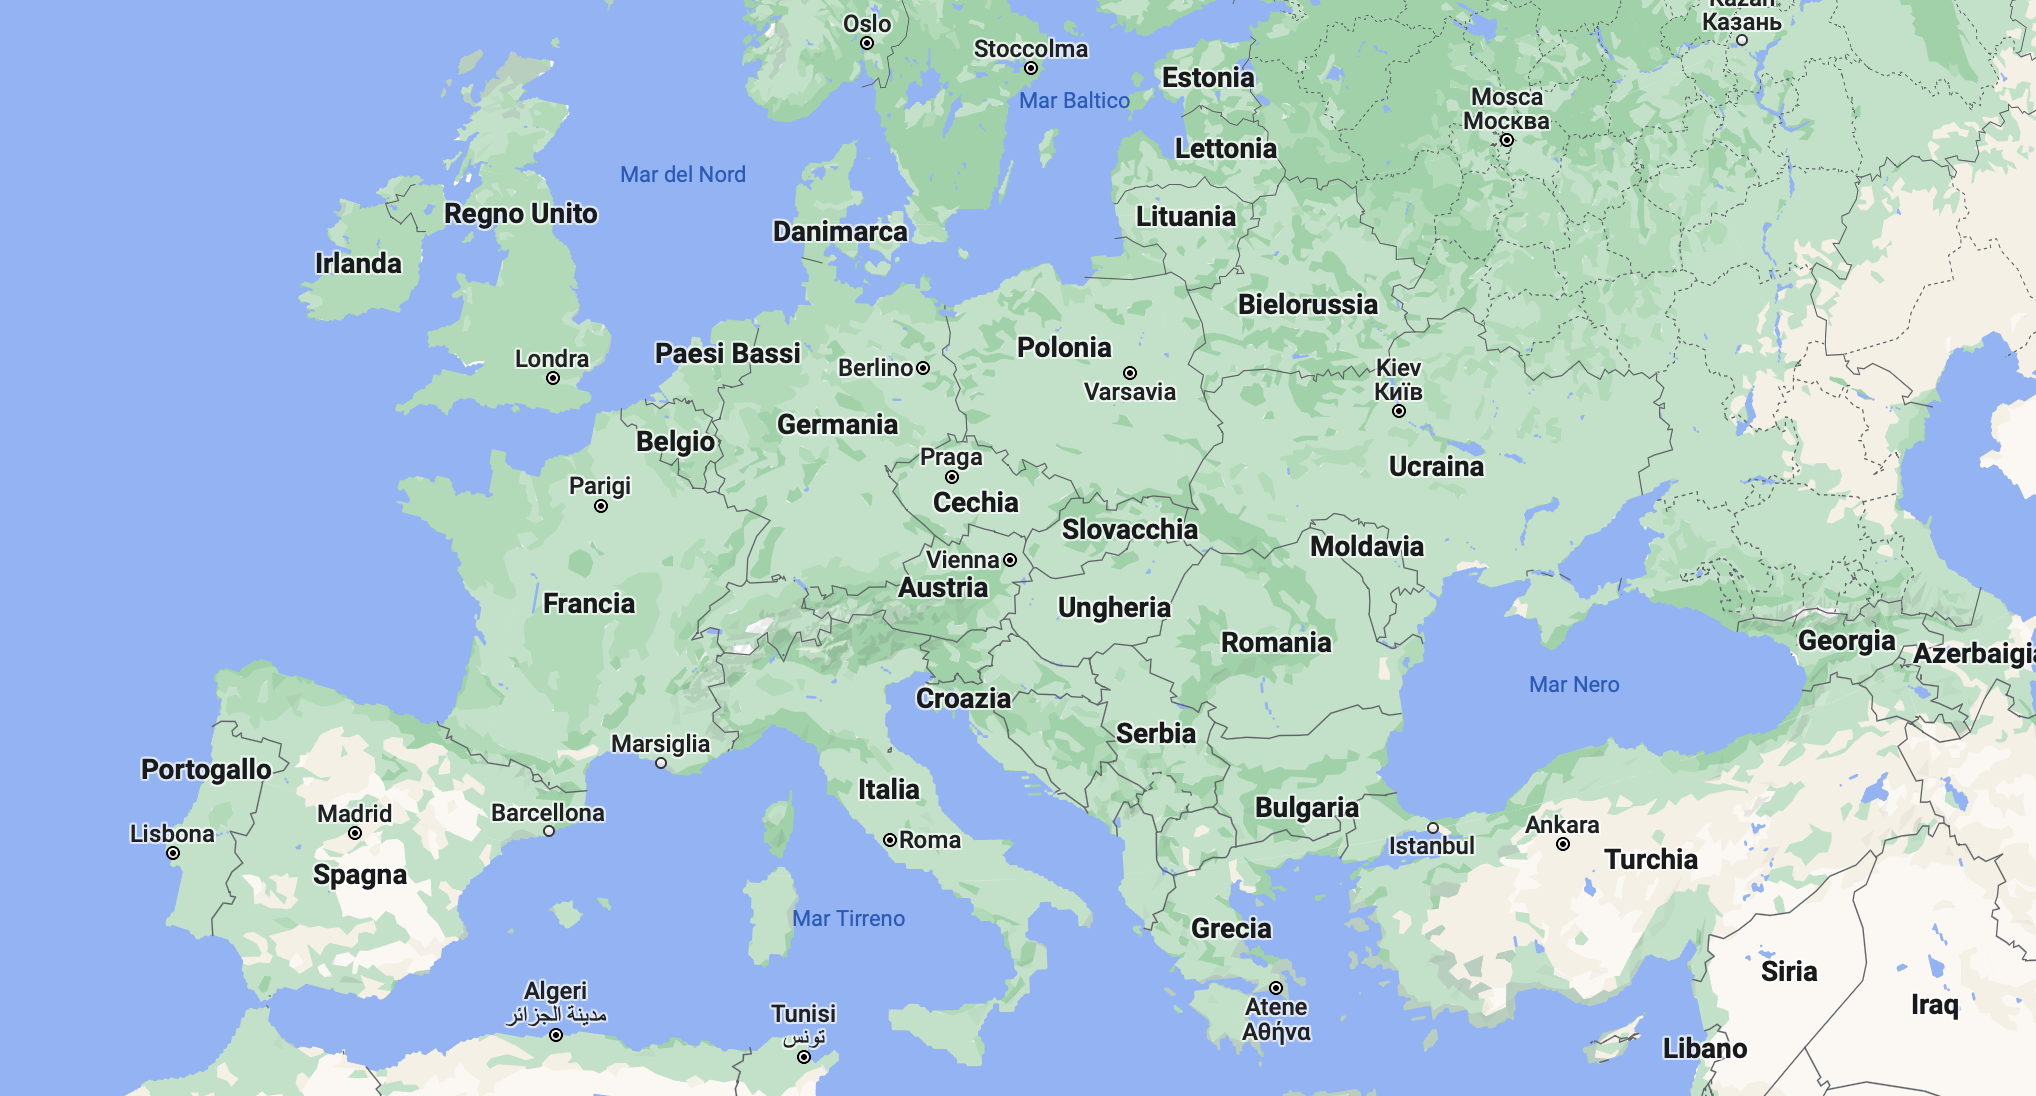 Oslo
Stoccolma
Kazan
Казань
Estonia
Mar Baltico
Mosca
Москва
Lettonia
Mar del Nord
Regno Unito
Lituania
Danimarca
Irlanda
Bielorussia
Londra
Paesi Bassi
Berlino
Polonia
Varsavia
Kiev
Київ
Germania
Belgio
Praga
Ucraina
Parigi
Cechia
Slovacchia
Moldavia
Vienna
Austria
Francia
Ungheria
Romania
Georgia
Mar Nero
Croazia
Serbia
Marsiglia
Portogallo
Italia
Madrid
Barcellona
Bulgaria
Lisbona
Roma
Istanbul
Ankara
Turchia
Spagna
Mar Tirreno
Grecia
Siria
Algeri
مدينة الجزائر
Tunisi
تونس
Atene
Αθήνα
Iraq
Libano